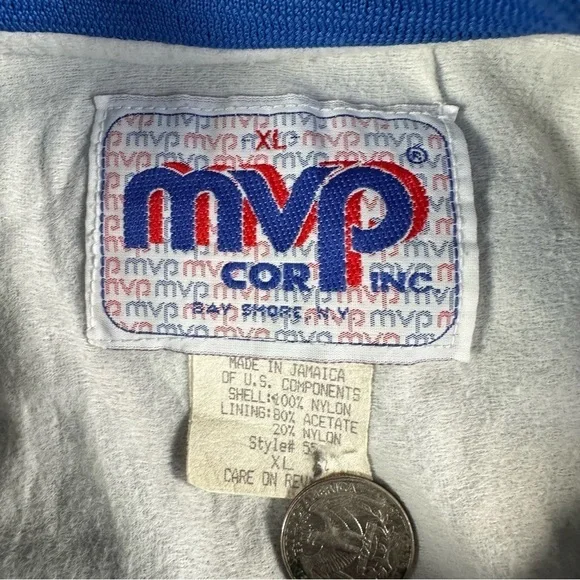 XL
mvp ®
CORP INC.
BAY SHORE, N.Y.
MADE IN JAMAICA
OF U.S. COMPONENTS
SHELL:100% NYLON
LINING:80% ACETATE
20% NYLON
Style#
XL
CARE ON